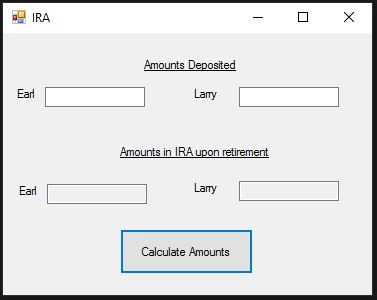 IRA
Amounts Deposited
Earl Larry
Amounts in IRA upon retirement
Earl Larry
Calculate Amounts